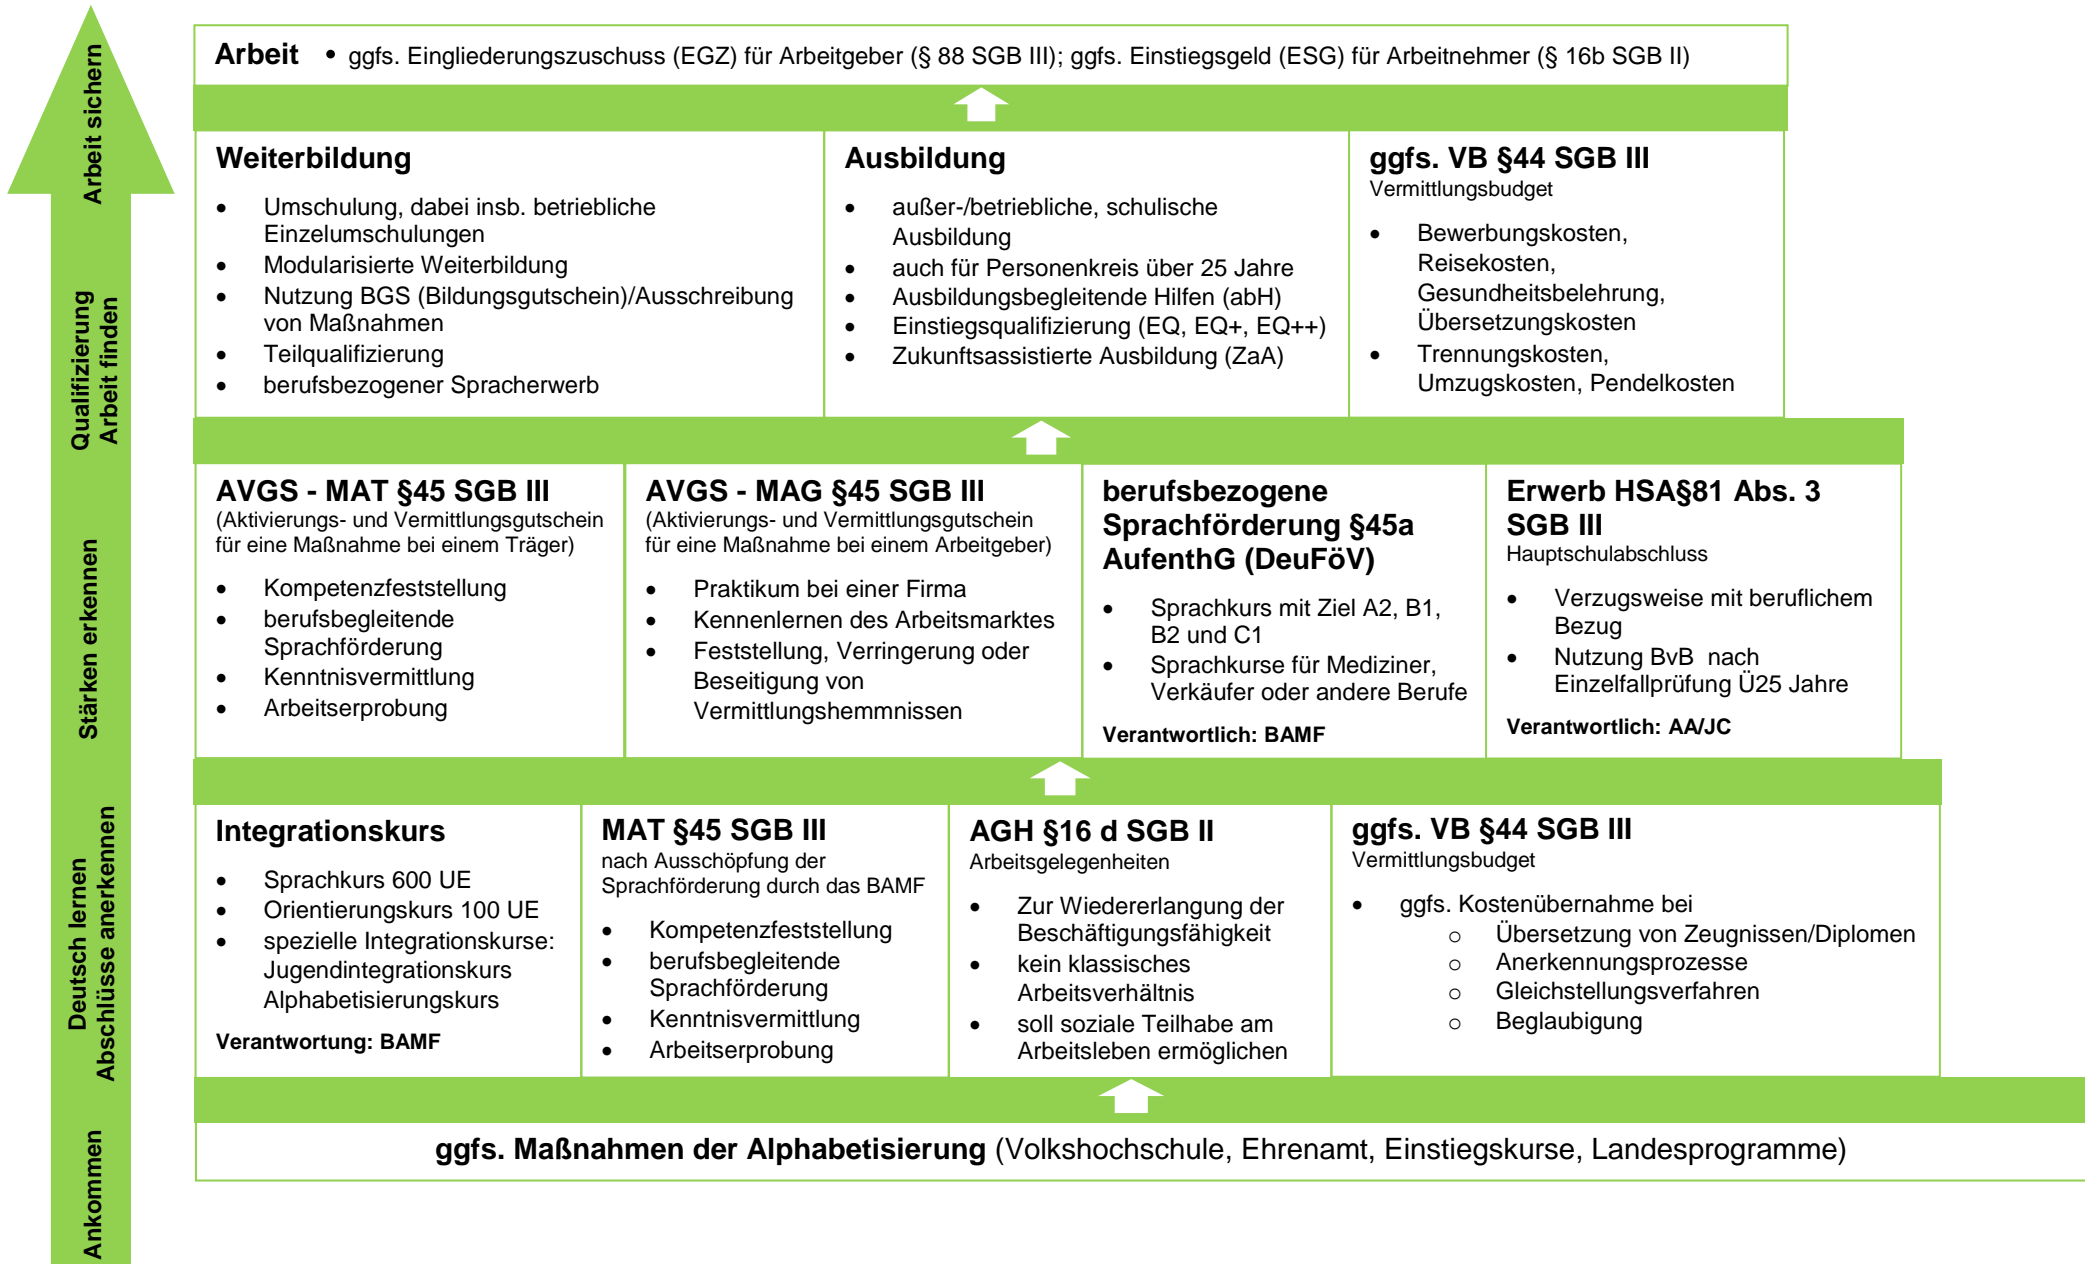 Arbeit • ggfs. Eingliederungszuschuss (EGZ) für Arbeitgeber (§ 88 SGB III); ggfs. Einstiegsgeld (ESG) für Arbeitnehmer (§ 16b SGB II)
Arbeit sichern
Weiterbildung
• Umschulung, dabei insb. betriebliche
Einzelumschulungen
• Modularisierte Weiterbildung
• Nutzung BGS (Bildungsgutschein)/Ausschreibung
von Maßnahmen
• Teilqualifizierung
• berufsbezogener Spracherwerb
Ausbildung
• außer-/betriebliche, schulische
Ausbildung
• auch für Personenkreis über 25 Jahre
• Ausbildungsbegleitende Hilfen (abH)
• Einstiegsqualifizierung (EQ, EQ+, EQ++)
• Zukunftsassistierte Ausbildung (ZaA)
ggfs. VB §44 SGB III
Vermittlungsbudget
• Bewerbungskosten,
Reisekosten,
Gesundheitsbelehrung,
Übersetzungskosten
• Trennungskosten,
Umzugskosten, Pendelkosten
Qualifizierung
Arbeit finden
AVGS - MAT §45 SGB III
(Aktivierungs- und Vermittlungsgutschein
für eine Maßnahme bei einem Träger)
• Kompetenzfeststellung
• berufsbegleitende
Sprachförderung
• Kenntnisvermittlung
• Arbeitserprobung
AVGS - MAG §45 SGB III
(Aktivierungs- und Vermittlungsgutschein
für eine Maßnahme bei einem Arbeitgeber)
• Praktikum bei einer Firma
• Kennenlernen des Arbeitsmarktes
• Feststellung, Verringerung oder
Beseitigung von
Vermittlungshemmnissen
berufsbezogene
Sprachförderung §45a
AufenthG (DeuFöV)
• Sprachkurs mit Ziel A2, B1,
B2 und C1
• Sprachkurse für Mediziner,
Verkäufer oder andere Berufe
Verantwortlich: BAMF
Erwerb HSA§81 Abs. 3
SGB III
Hauptschulabschluss
• Verzugsweise mit beruflichem
Bezug
• Nutzung BvB nach
Einzelfallprüfung Ü25 Jahre
Verantwortlich: AA/JC
Stärken erkennen
Integrationskurs
• Sprachkurs 600 UE
• Orientierungskurs 100 UE
• spezielle Integrationskurse:
Jugendintegrationskurs
Alphabetisierungskurs
Verantwortung: BAMF
MAT §45 SGB III
nach Ausschöpfung der
Sprachförderung durch das BAMF
• Kompetenzfeststellung
• berufsbegleitende
Sprachförderung
• Kenntnisvermittlung
• Arbeitserprobung
AGH §16 d SGB II
Arbeitsgelegenheiten
• Zur Wiedererlangung der
Beschäftigungsfähigkeit
• kein klassisches
Arbeitsverhältnis
• soll soziale Teilhabe am
Arbeitsleben ermöglichen
ggfs. VB §44 SGB III
Vermittlungsbudget
• ggfs. Kostenübernahme bei
o Übersetzung von Zeugnissen/Diplomen
o Anerkennungsprozesse
o Gleichstellungsverfahren
o Beglaubigung
Deutsch lernen
Abschlüsse anerkennen
ggfs. Maßnahmen der Alphabetisierung (Volkshochschule, Ehrenamt, Einstiegskurse, Landesprogramme)
Ankommen